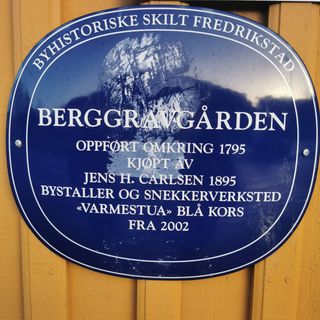 BYHISTORISKE SKILT FREDRIKSTAD
BERGGRAVGÅRDEN
OPPFØRT OMKRING 1795
KJØPT AV
JENS H. CARLSEN 1895
BYSTALLER OG SNEKKERVERKSTED
«VARMESTUA» BLÅ KORS
FRA 2002